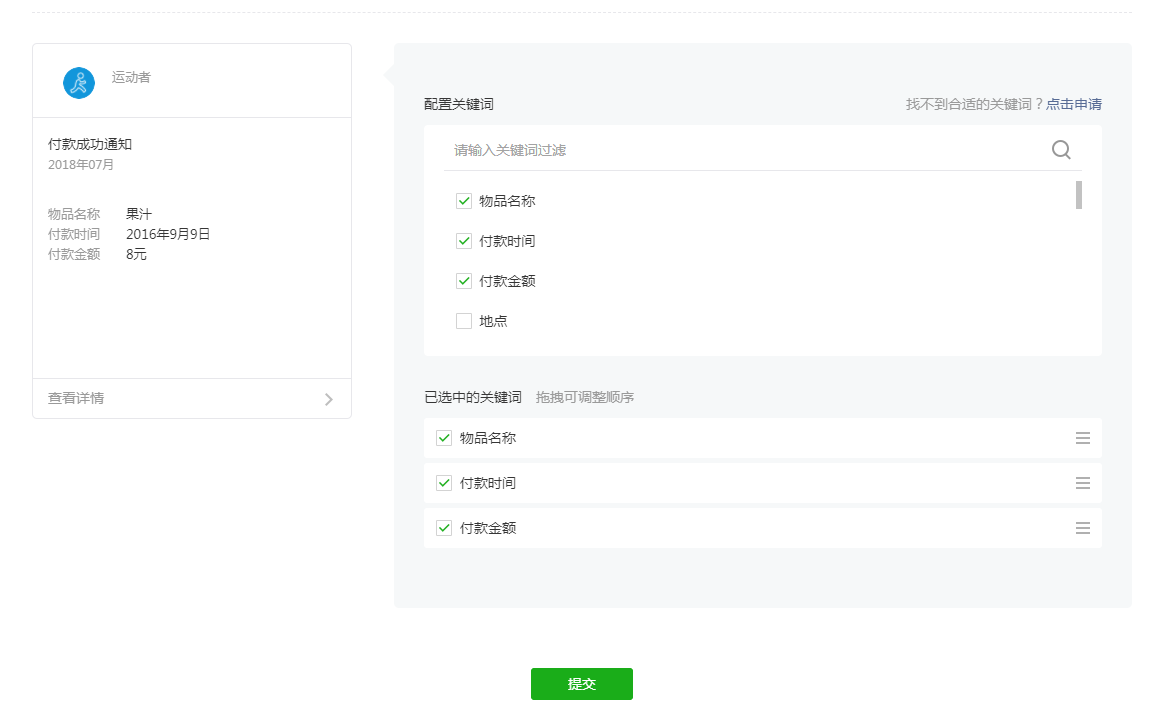 运动者
付款成功通知
2018年07月
物品名称 果汁
付款时间 2016年9月9日
付款金额 8元
查看详情
配置关键词 找不到合适的关键词？点击申请
请输入关键词过滤
物品名称
付款时间
付款金额
地点
已选中的关键词 拖拽可调整顺序
物品名称
付款时间
付款金额
提交